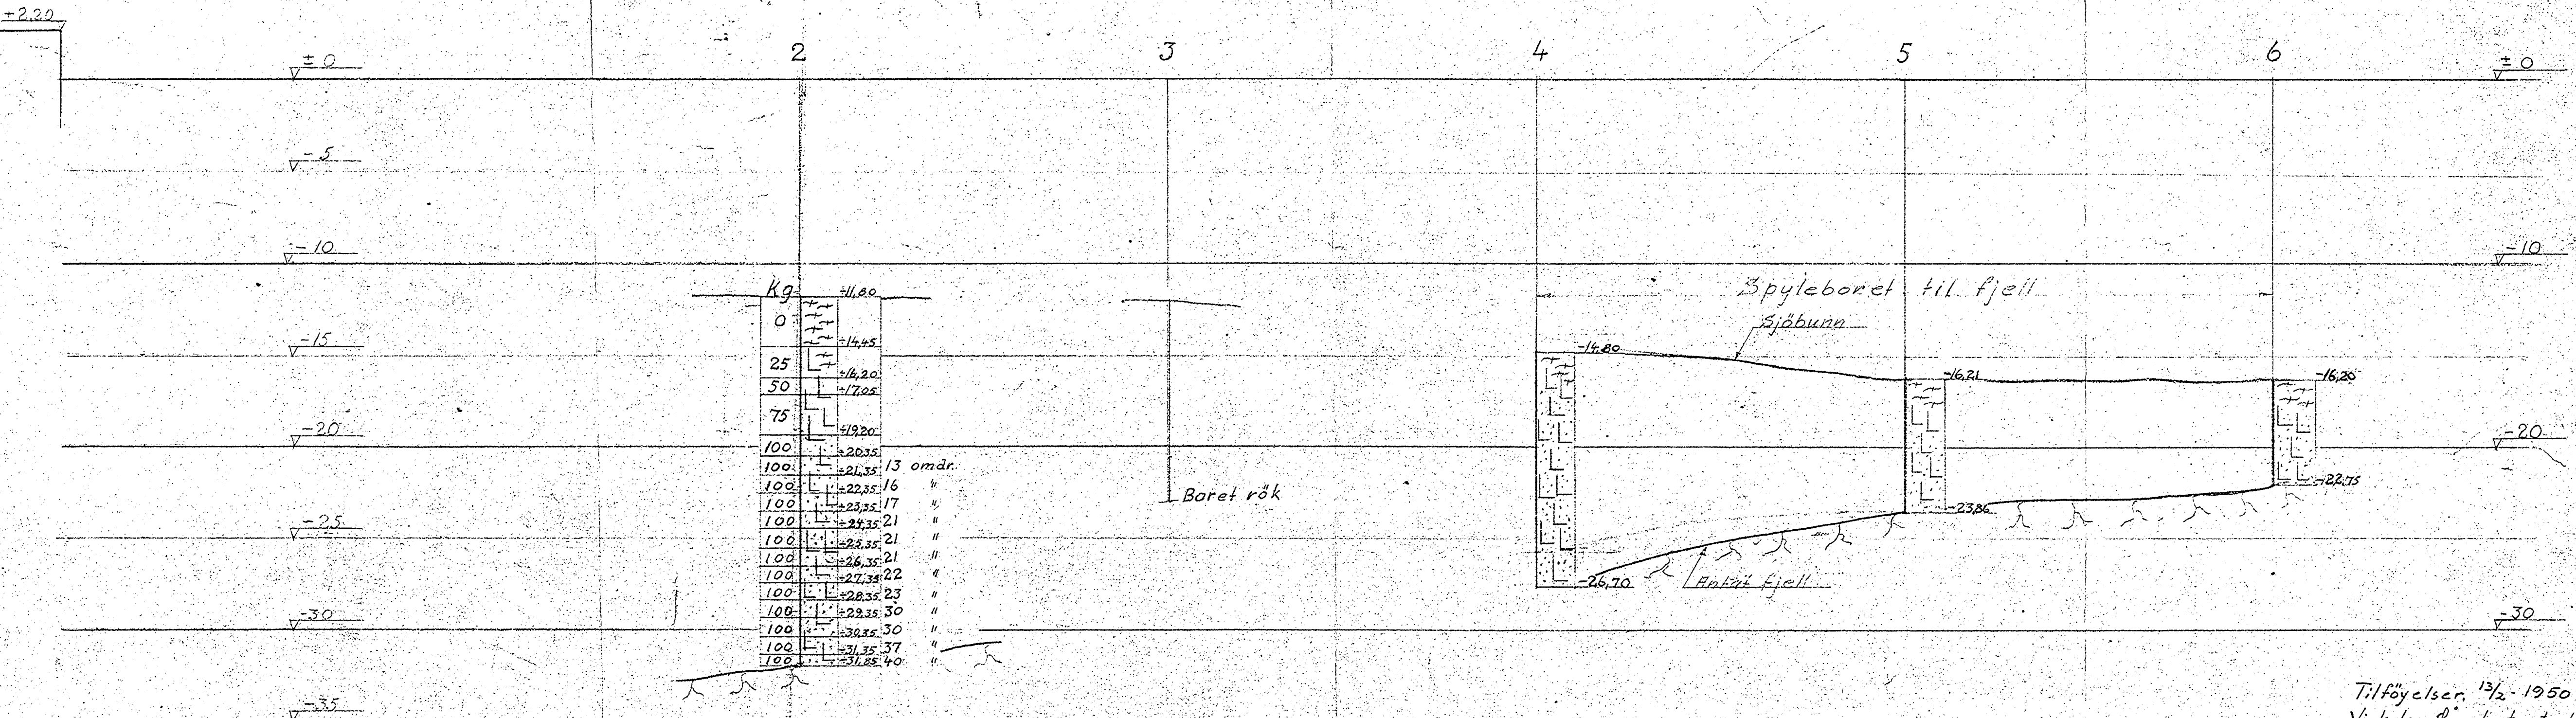 +2,20
2 3 4 5 6
± 0 ± 0
-5
-10 -10
Kg. ÷11,80
Spyleboret til fjell
0
Sjöbunn
-15 ÷14,45
-14,80
25 ÷16,20
-16,21 -16,20
50 ÷17,05
75 ÷19,20
-20 -20
100 ÷20,35
100 ÷21,35 13 omdr.
100 ÷22,35 16 "
-22,75
Boret rök
100 ÷23,35 17 "
-23,86
-25 100 ÷24,35 21 "
100 ÷25,35 21 "
100 ÷26,35 21 "
100 ÷27,35 22 "
-26,70 Antatt fjell
100 ÷28,35 23 "
100 ÷29,35 30 "
-30 -30
100 ÷30,35 30 "
100 ÷31,35 37 "
100 ÷31,85 40 "
-35
Tilföyelser. 13/2-1950